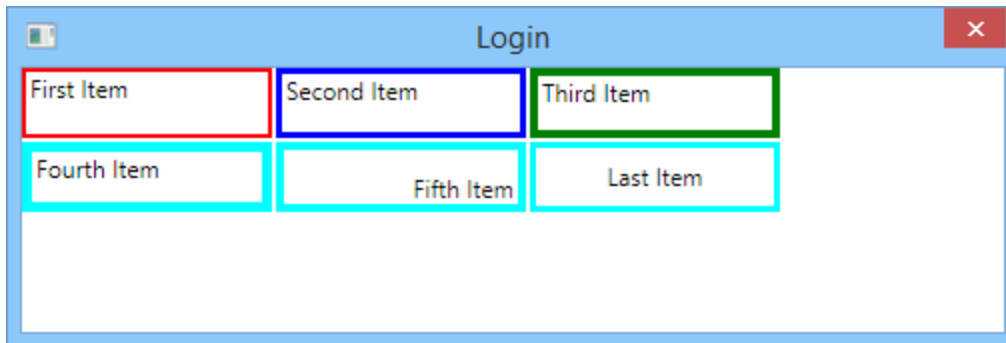 Login
First Item
Second Item
Third Item
Fourth Item
Fifth Item
Last Item